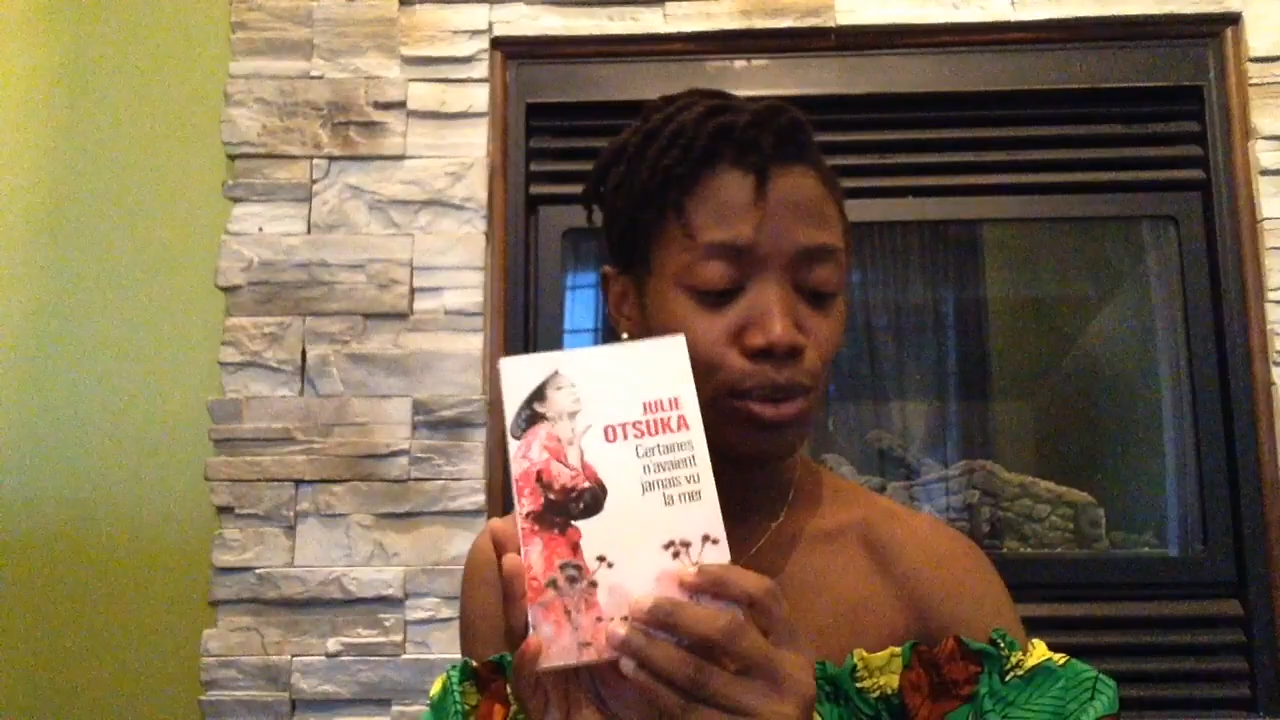 JULIE
OTSUKA
Certaines
n'avaient
jamais vu
la mer